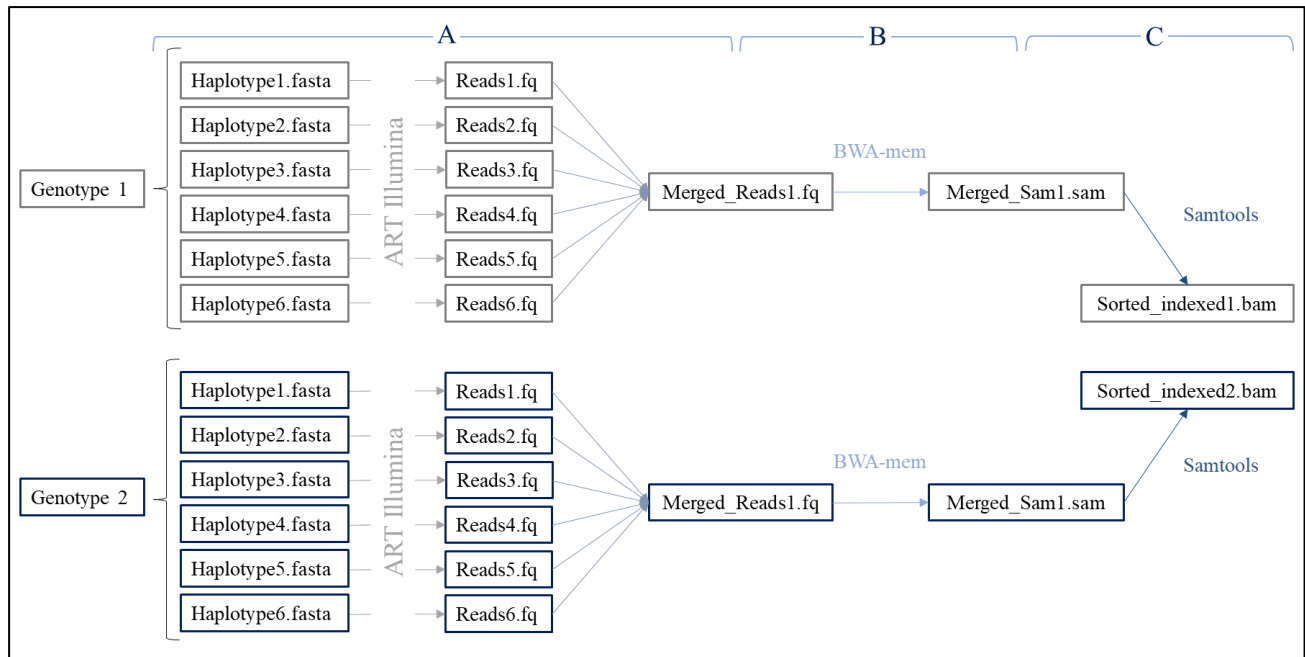 A
B
C
Genotype 1
Haplotype1.fasta
Haplotype2.fasta
Haplotype3.fasta
Haplotype4.fasta
Haplotype5.fasta
Haplotype6.fasta
ART Illumina
Reads1.fq
Reads2.fq
Reads3.fq
Reads4.fq
Reads5.fq
Reads6.fq
Merged_Reads1.fq
BWA-mem
Merged_Sam1.sam
Samtools
Sorted_indexed1.bam
Genotype 2
Haplotype1.fasta
Haplotype2.fasta
Haplotype3.fasta
Haplotype4.fasta
Haplotype5.fasta
Haplotype6.fasta
ART Illumina
Reads1.fq
Reads2.fq
Reads3.fq
Reads4.fq
Reads5.fq
Reads6.fq
Merged_Reads1.fq
BWA-mem
Merged_Sam1.sam
Samtools
Sorted_indexed2.bam